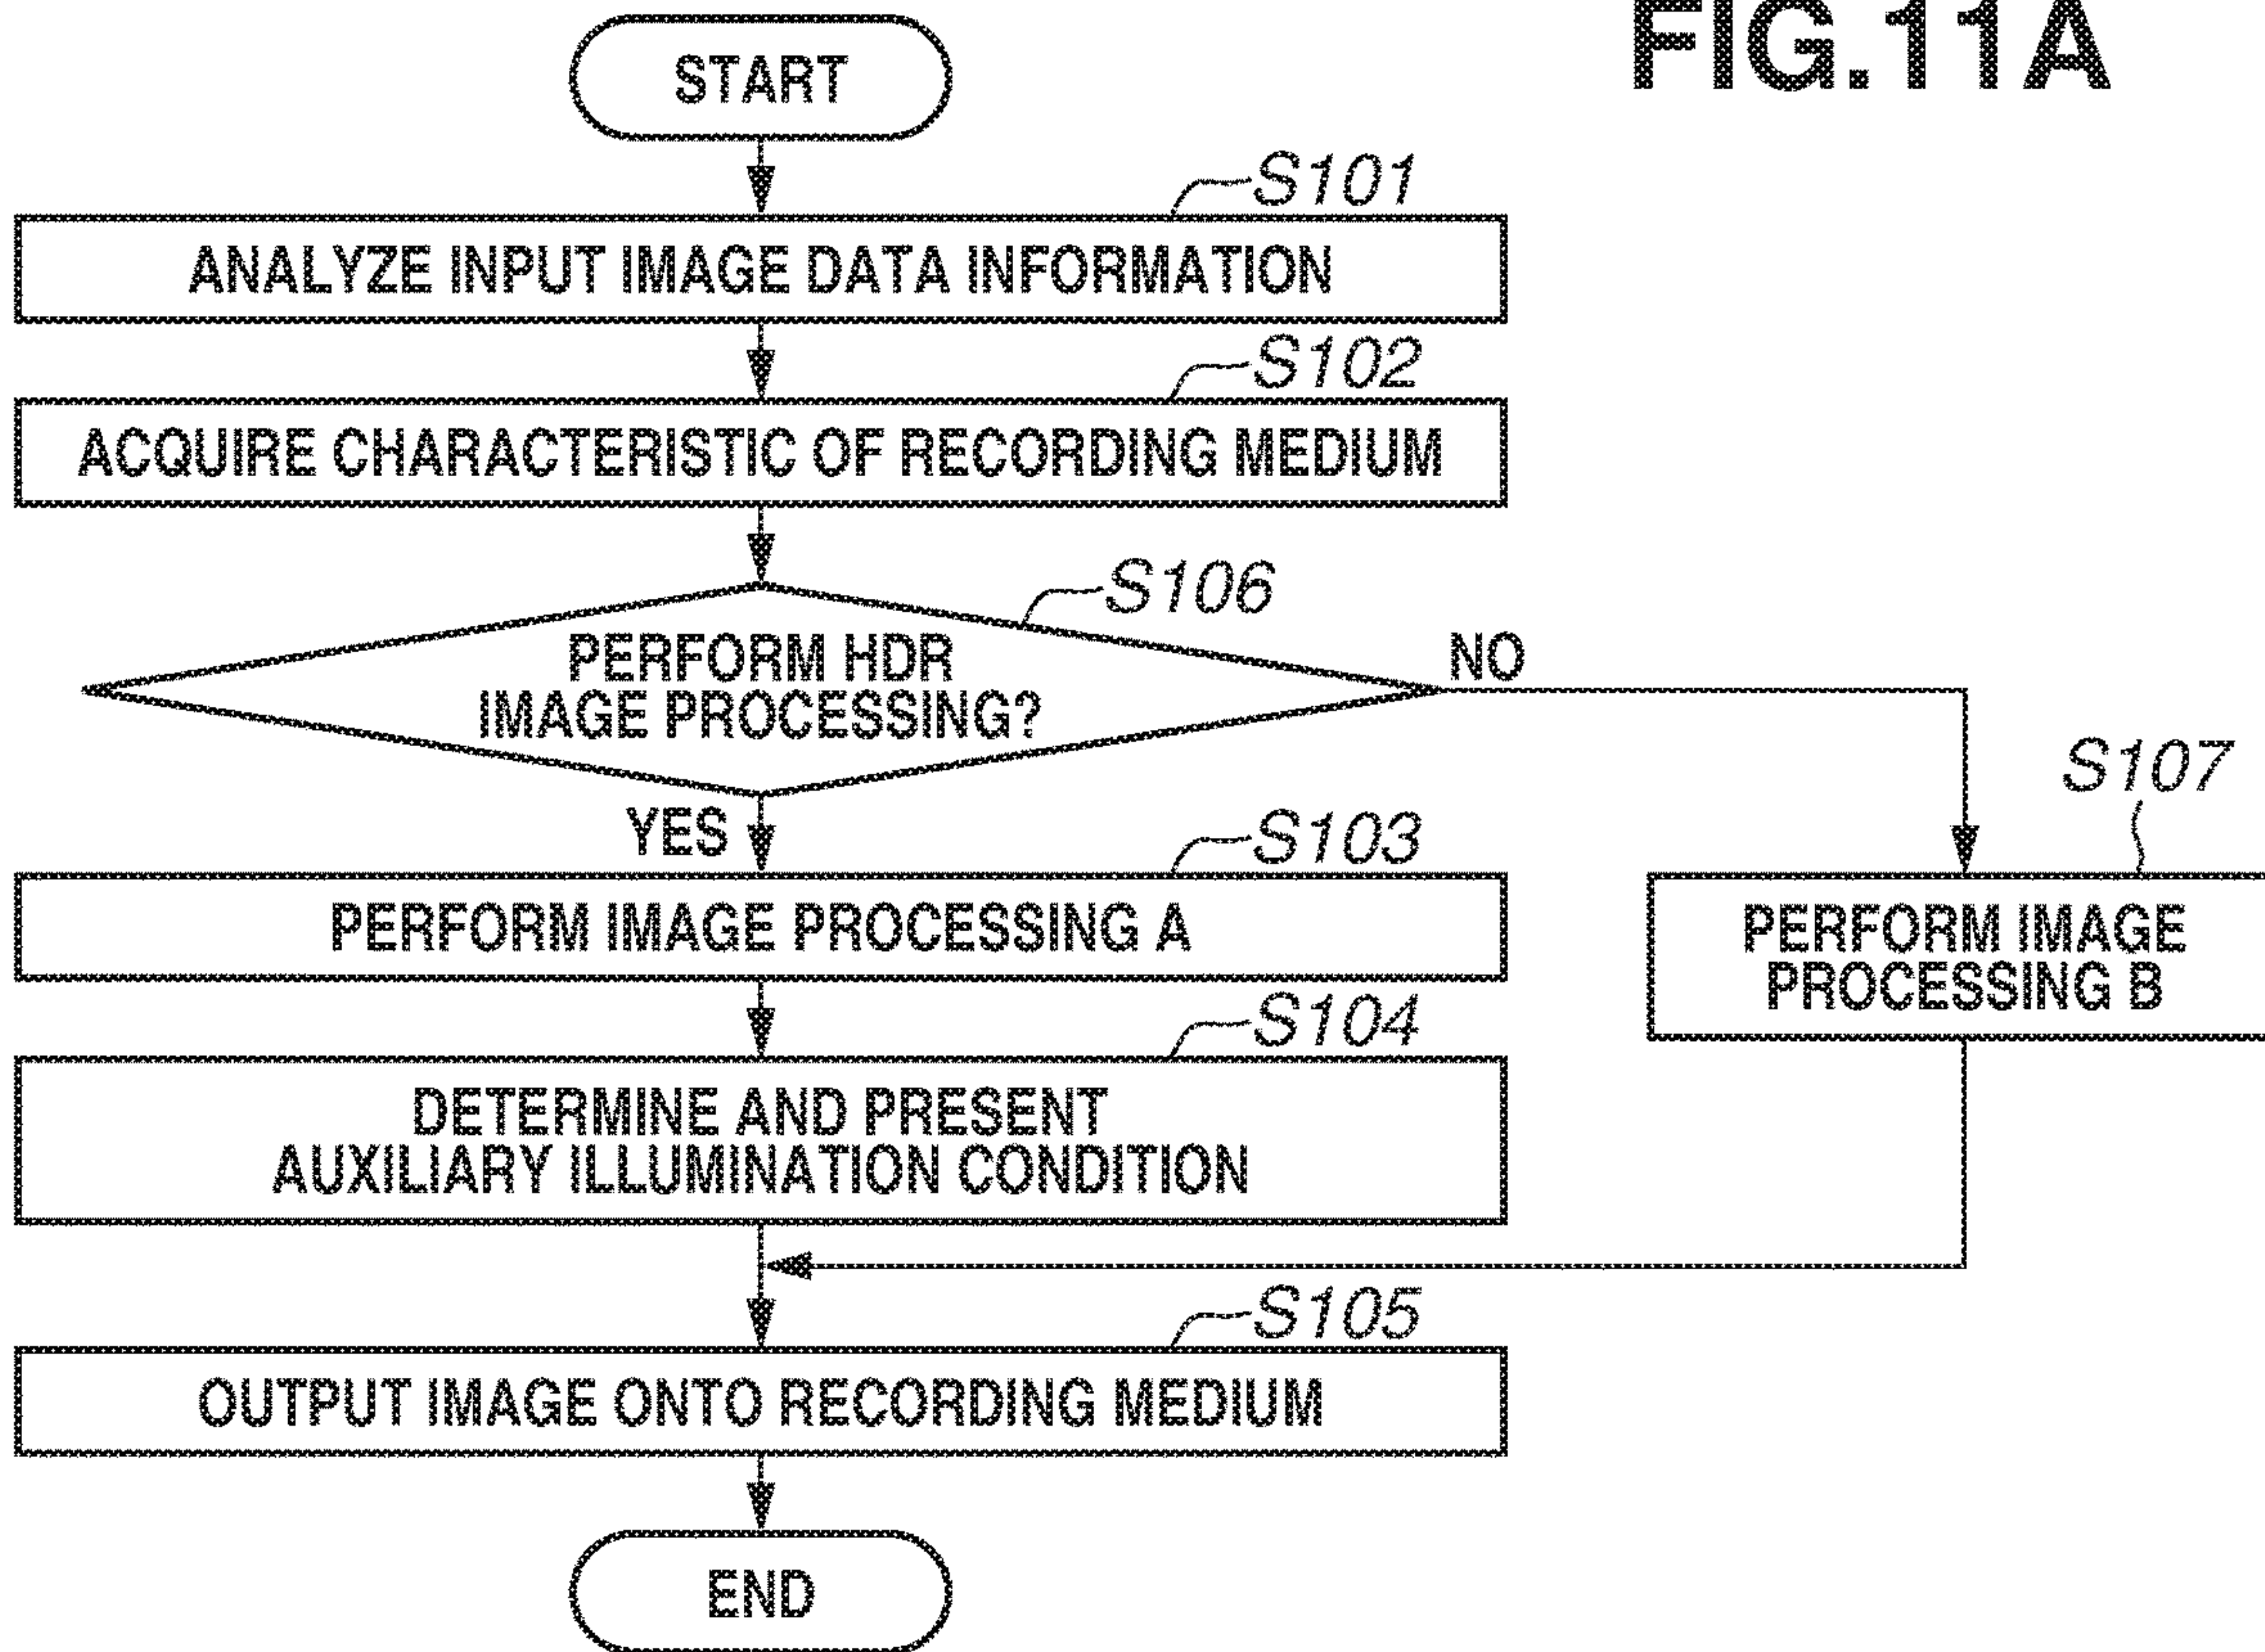 FIG.11A
START
S101
ANALYZE INPUT IMAGE DATA INFORMATION
S102
ACQUIRE CHARACTERISTIC OF RECORDING MEDIUM
S106
PERFORM HDR
IMAGE PROCESSING?
NO
YES
S103
PERFORM IMAGE PROCESSING A
S107
PERFORM IMAGE
PROCESSING B
S104
DETERMINE AND PRESENT
AUXILIARY ILLUMINATION CONDITION
S105
OUTPUT IMAGE ONTO RECORDING MEDIUM
END